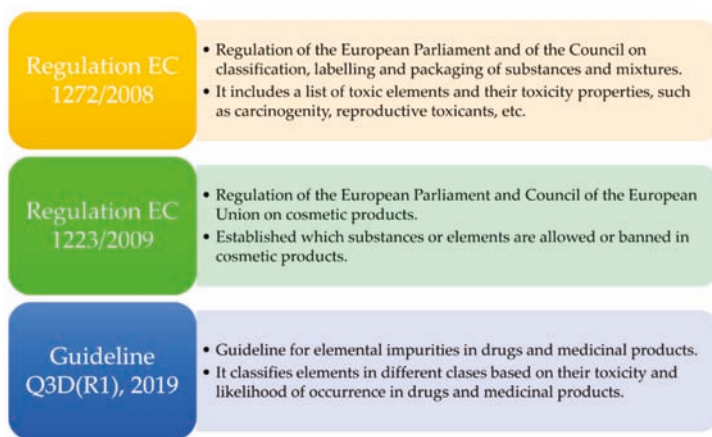 Regulation EC
1272/2008
• Regulation of the European Parliament and of the Council on
classification, labelling and packaging of substances and mixtures.
• It includes a list of toxic elements and their toxicity properties, such
as carcinogenity, reproductive toxicants, etc.
Regulation EC
1223/2009
• Regulation of the European Parliament and Council of the European
Union on cosmetic products.
• Established which substances or elements are allowed or banned in
cosmetic products.
Guideline
Q3D(R1), 2019
• Guideline for elemental impurities in drugs and medicinal products.
• It classifies elements in different clases based on their toxicity and
likelihood of occurrence in drugs and medicinal products.